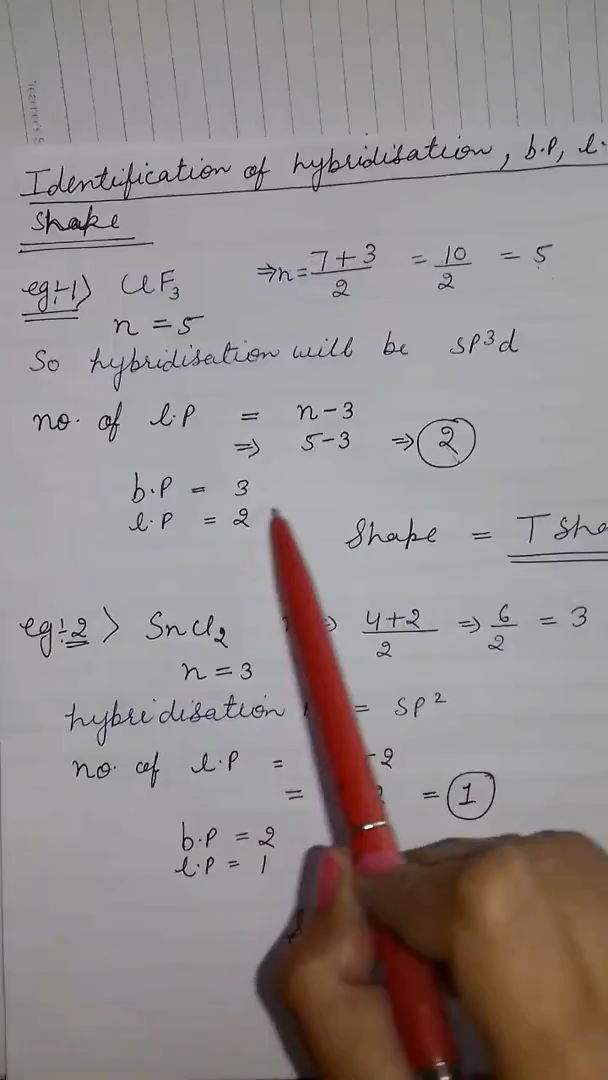 Identification of hybridisation, b.p, l.
Shape
eg:-1> ClF3 ⇒n= 7+3/2 = 10/2 = 5
n = 5
So hybridisation will be sp³d
no. of l.p = n-3
⇒ 5-3 ⇒ 2
b.p = 3
l.p = 2
Shape = T Sha
eg:-2> SnCl2 ⇒ 4+2/2 ⇒ 6/2 = 3
n = 3
hybridisation = sp²
no. of l.p = -2
= = 1
b.p = 2
l.p = 1